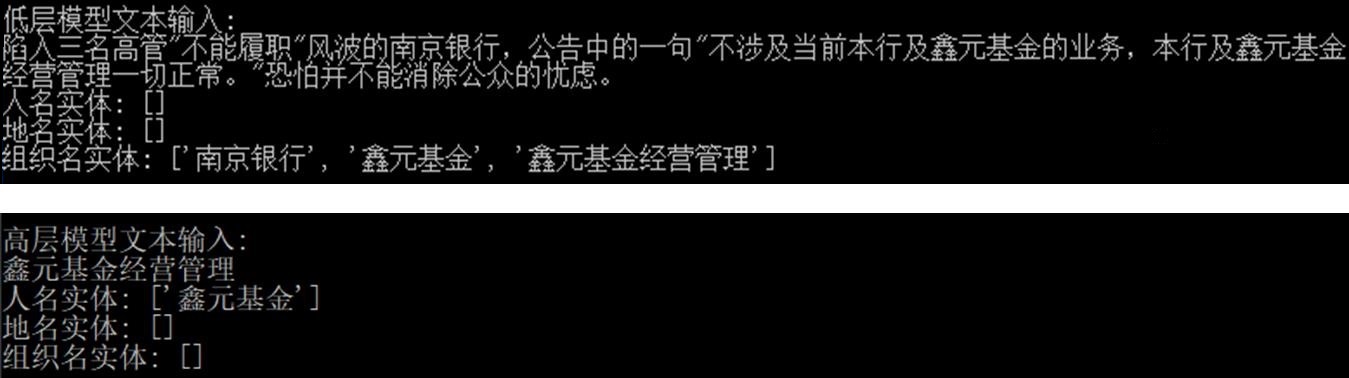 低层模型文本输入:
陷入三名高管"不能履职"风波的南京银行，公告中的一句"不涉及当前本行及鑫元基金的业务，本行及鑫元基金
经营管理一切正常。"恐怕并不能消除公众的忧虑。
人名实体: []
地名实体: []
组织名实体: ['南京银行', '鑫元基金', '鑫元基金经营管理']
高层模型文本输入:
鑫元基金经营管理
人名实体: ['鑫元基金']
地名实体: []
组织名实体: []